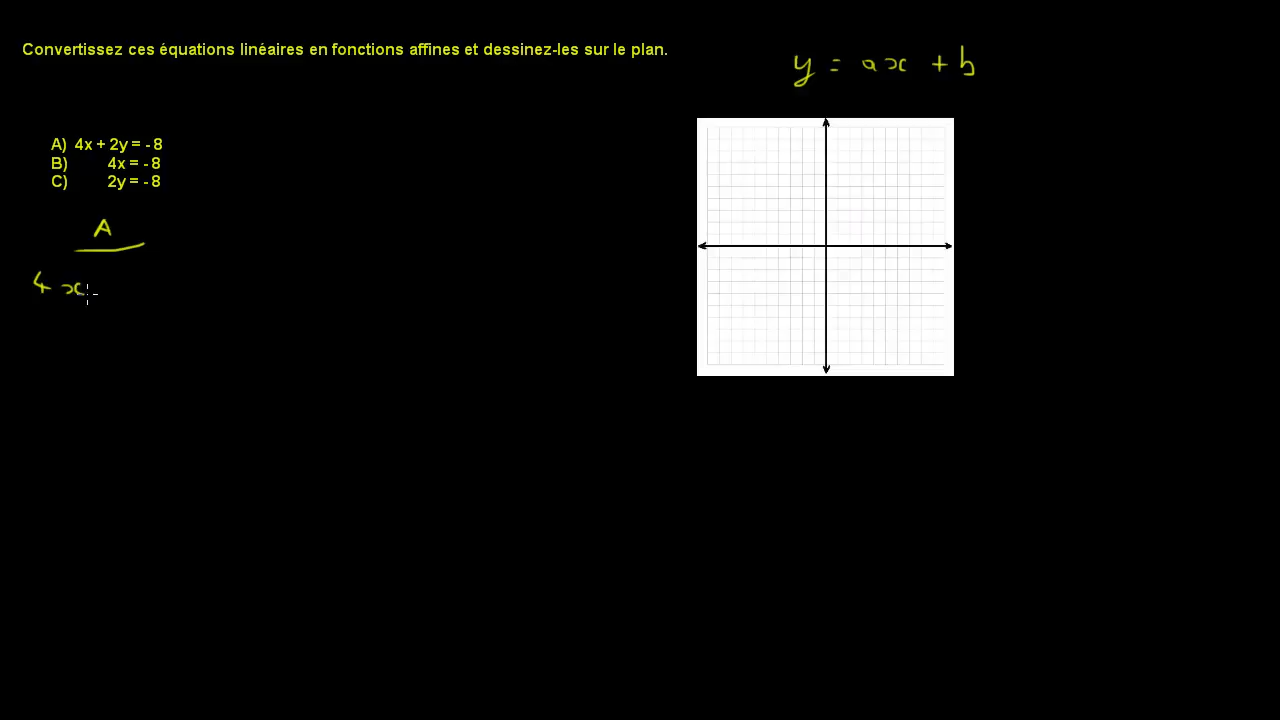 Convertissez ces équations linéaires en fonctions affines et dessinez-les sur le plan.
y = ax + b
A) 4x + 2y = - 8
B) 4x = - 8
C) 2y = - 8
A
4 x